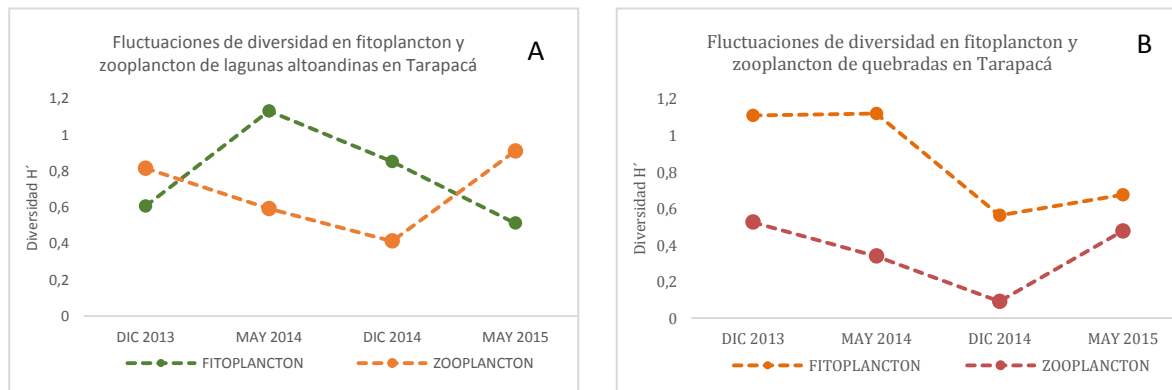 Fluctuaciones de diversidad en fitoplancton y
zooplancton de lagunas altoandinas en Tarapacá
A
Diversidad H´
1,2
1
0,8
0,6
0,4
0,2
0
DIC 2013
MAY 2014
DIC 2014
MAY 2015
FITOPLANCTON
ZOOPLANCTON
Fluctuaciones de diversidad en fitoplancton y
zooplancton de quebradas en Tarapacá
B
Diversidad H´
1,2
1
0,8
0,6
0,4
0,2
0
DIC 2013
MAY 2014
DIC 2014
MAY 2015
FITOPLANCTON
ZOOPLANCTON